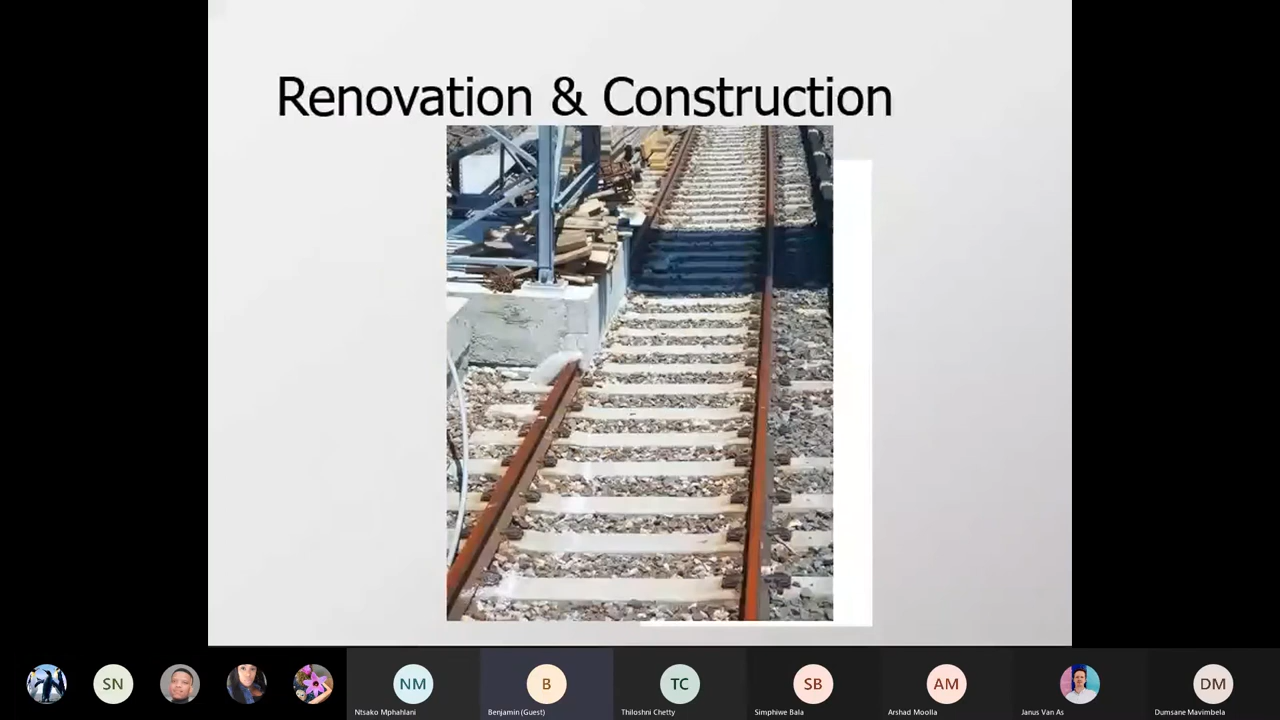 Renovation & Construction
SN
NM
B
TC
SB
AM
DM
Ntsako Mphahlani
Benjamin (Guest)
Thiloshni Chetty
Simphiwe Bala
Arshad Moolla
Janus Van As
Dumsane Mavimbela